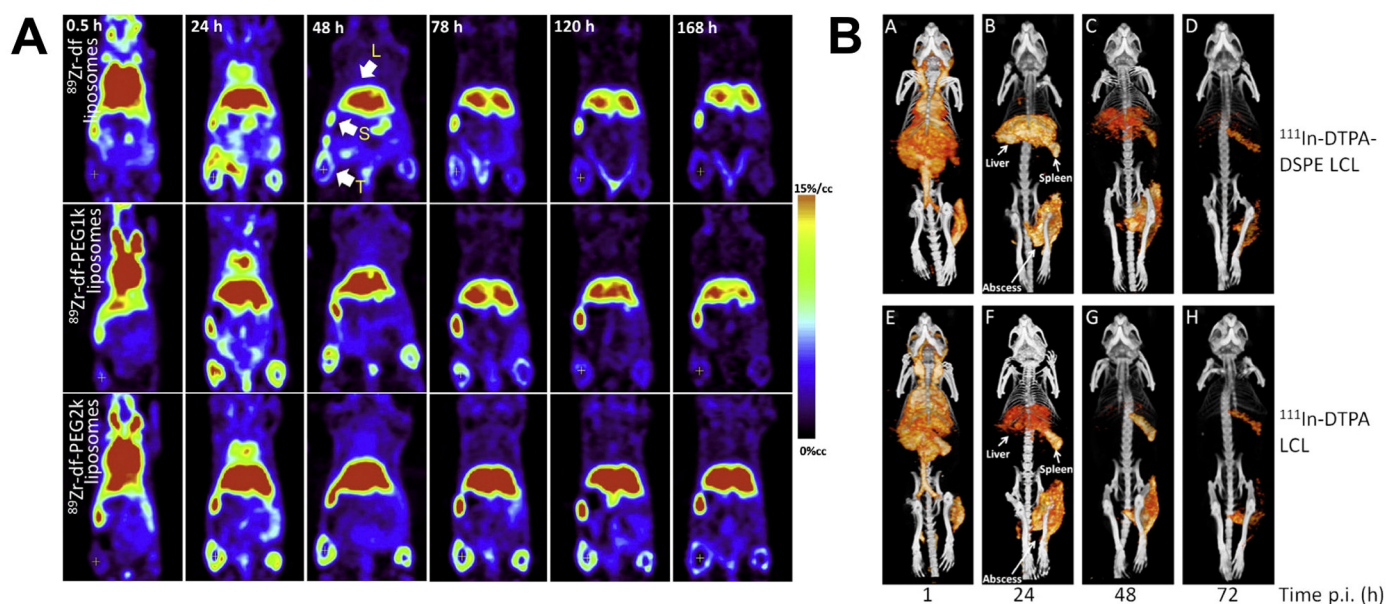 A
0.5 h
24 h
48 h
78 h
120 h
168 h
⁸⁹Zr-df
liposomes
L
S
T
⁸⁹Zr-df-PEG1k
liposomes
⁸⁹Zr-df-PEG2k
liposomes
15%/cc
0%cc
B
A
B
C
D
Liver
Spleen
Abscess
¹¹¹In-DTPA-
DSPE LCL
E
F
G
H
Liver
Spleen
Abscess
¹¹¹In-DTPA
LCL
1
24
48
72
Time p.i. (h)